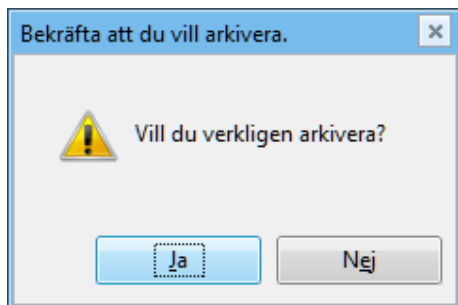 Bekräfta att du vill arkivera.
Vill du verkligen arkivera?
Ja
Nej